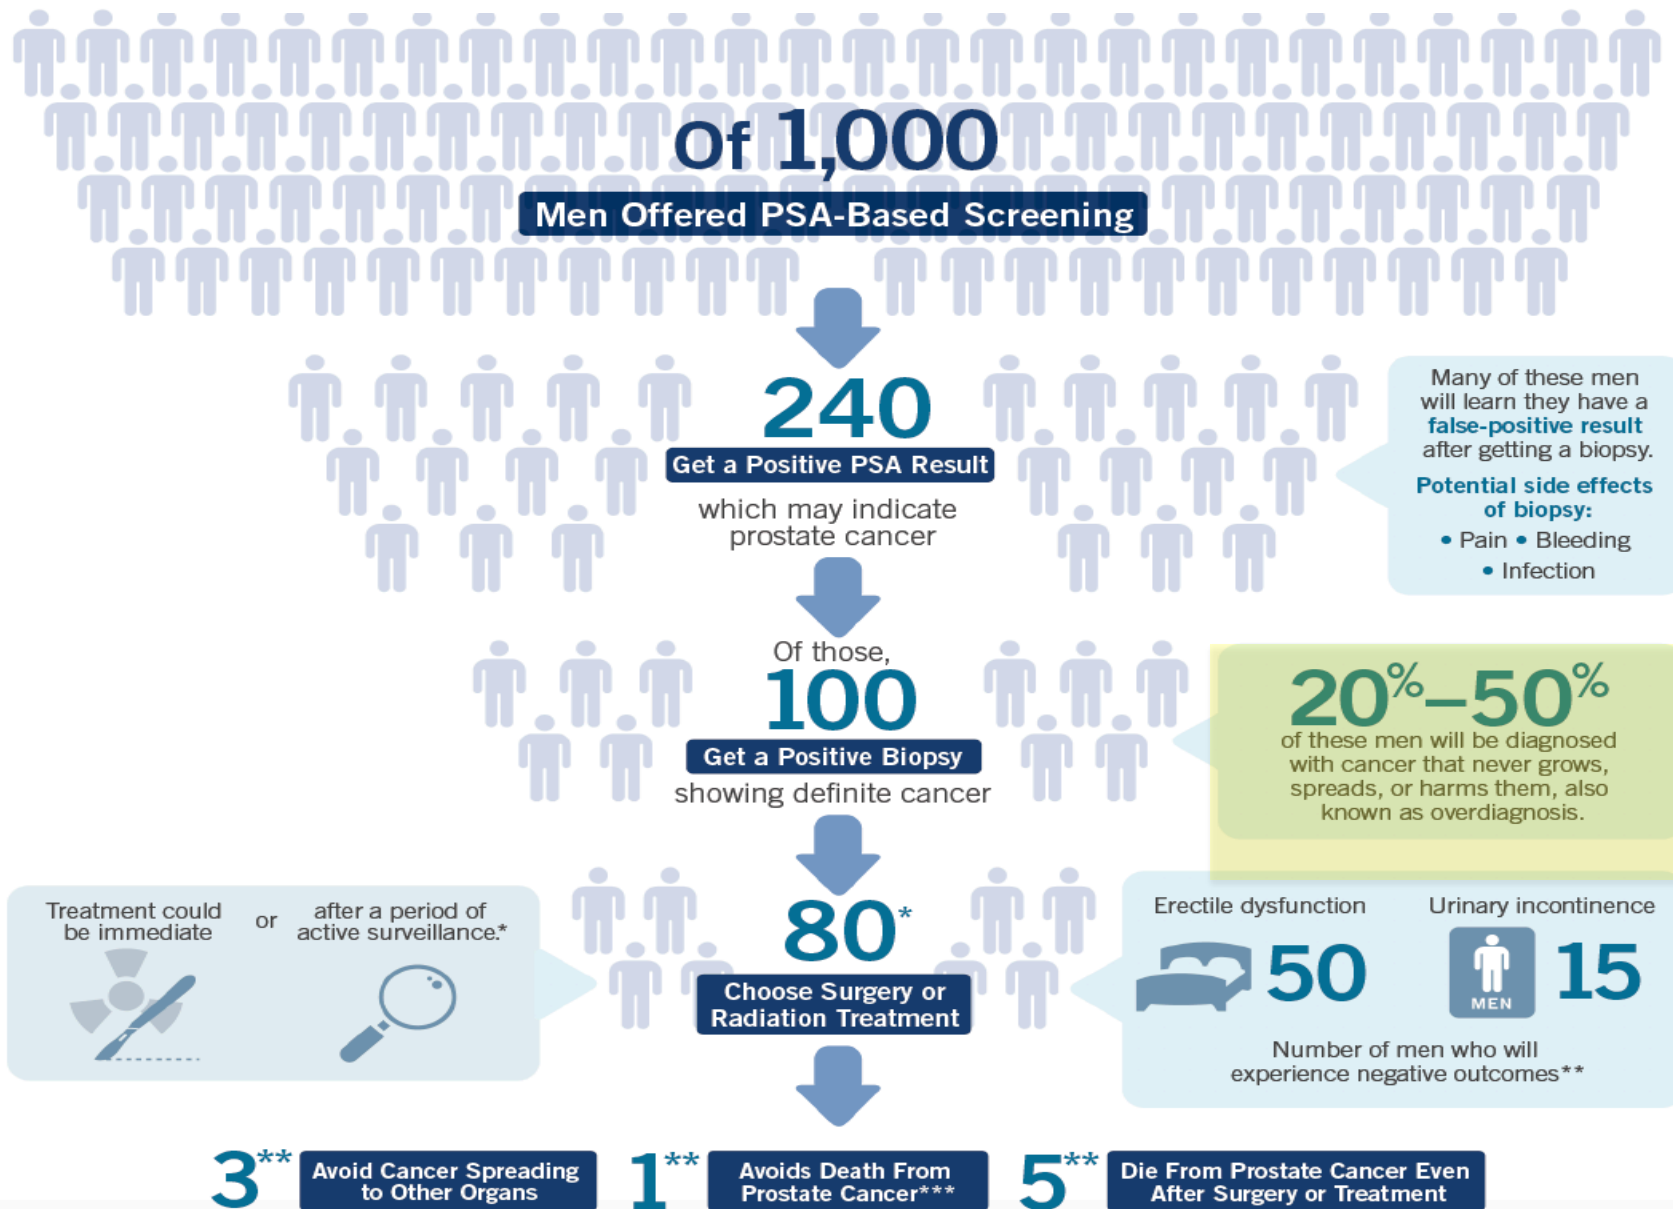 Of 1,000
Men Offered PSA-Based Screening
240
Get a Positive PSA Result
which may indicate
prostate cancer
Many of these men
will learn they have a
false-positive result
after getting a biopsy.
Potential side effects
of biopsy:
• Pain • Bleeding
• Infection
Of those,
100
Get a Positive Biopsy
showing definite cancer
20%–50%
of these men will be diagnosed
with cancer that never grows,
spreads, or harms them, also
known as overdiagnosis.
Treatment could
be immediate
or
after a period of
active surveillance.*
80*
Choose Surgery or
Radiation Treatment
Erectile dysfunction
50
Urinary incontinence
MEN
15
Number of men who will
experience negative outcomes**
3**
Avoid Cancer Spreading
to Other Organs
1**
Avoids Death From
Prostate Cancer***
5**
Die From Prostate Cancer Even
After Surgery or Treatment